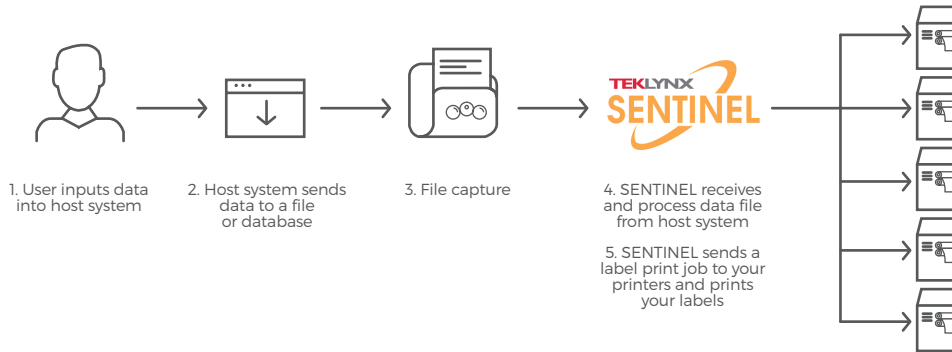 TEKLYNX
SENTINEL
1. User inputs data
into host system
2. Host system sends
data to a file
or database
3. File capture
4. SENTINEL receives
and process data file
from host system
5. SENTINEL sends a
label print job to your
printers and prints
your labels